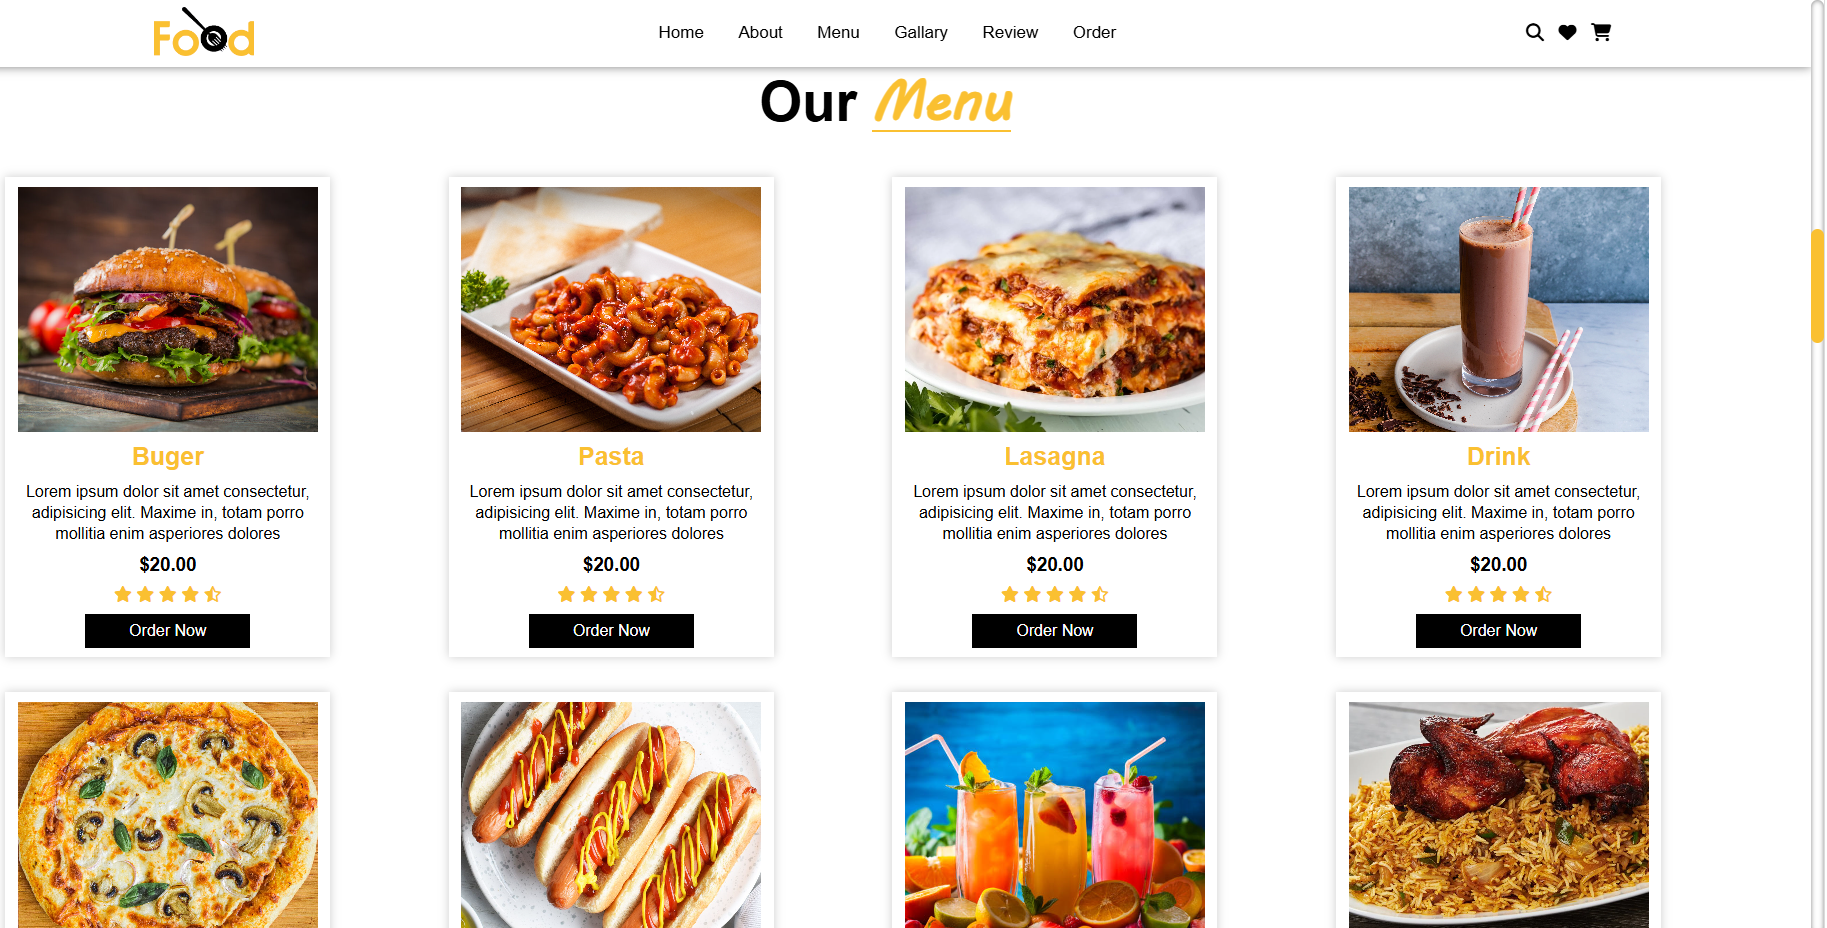 Food
Home About Menu Gallary Review Order
Our Menu
Buger
Lorem ipsum dolor sit amet consectetur,
adipisicing elit. Maxime in, totam porro
mollitia enim asperiores dolores
$20.00
Order Now
Pasta
Lorem ipsum dolor sit amet consectetur,
adipisicing elit. Maxime in, totam porro
mollitia enim asperiores dolores
$20.00
Order Now
Lasagna
Lorem ipsum dolor sit amet consectetur,
adipisicing elit. Maxime in, totam porro
mollitia enim asperiores dolores
$20.00
Order Now
Drink
Lorem ipsum dolor sit amet consectetur,
adipisicing elit. Maxime in, totam porro
mollitia enim asperiores dolores
$20.00
Order Now